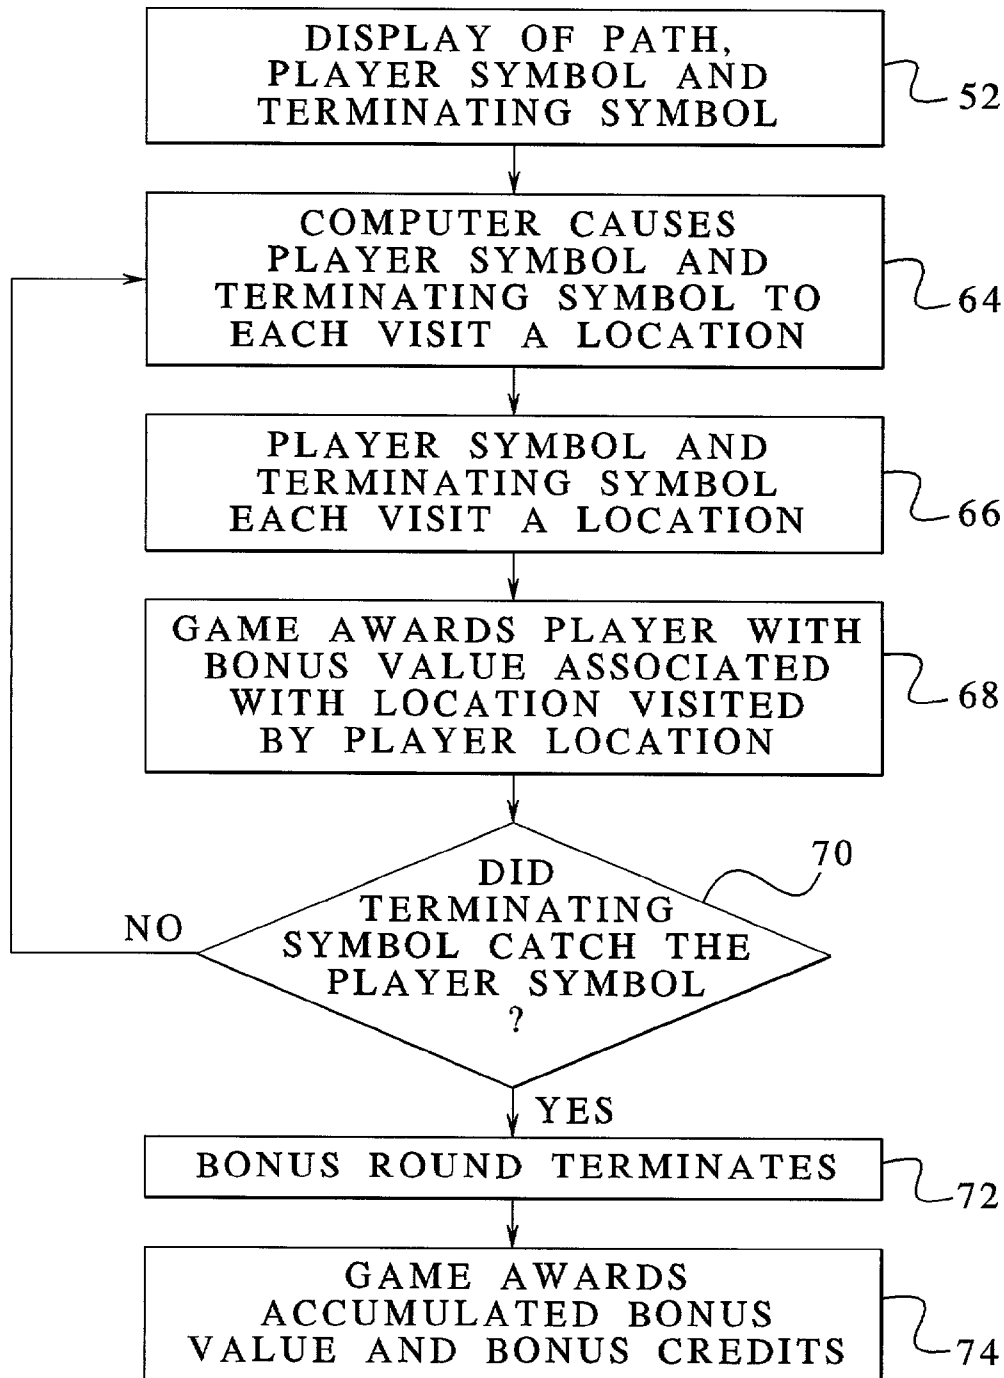 DISPLAY OF PATH,
PLAYER SYMBOL AND
TERMINATING SYMBOL
52
COMPUTER CAUSES
PLAYER SYMBOL AND
TERMINATING SYMBOL TO
EACH VISIT A LOCATION
64
PLAYER SYMBOL AND
TERMINATING SYMBOL
EACH VISIT A LOCATION
66
GAME AWARDS PLAYER WITH
BONUS VALUE ASSOCIATED
WITH LOCATION VISITED
BY PLAYER LOCATION
68
70
DID
TERMINATING
SYMBOL CATCH THE
PLAYER SYMBOL
?
NO
YES
BONUS ROUND TERMINATES
72
GAME AWARDS
ACCUMULATED BONUS
VALUE AND BONUS CREDITS
74